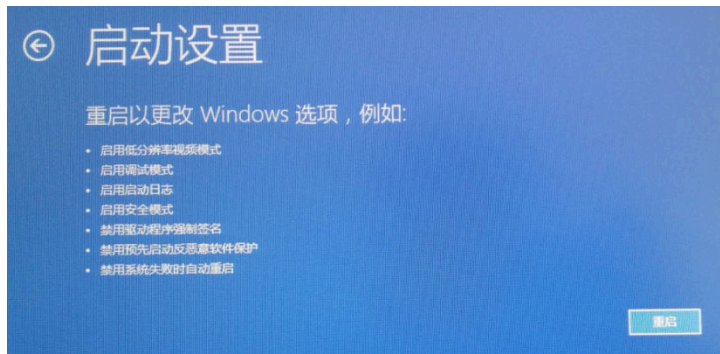 启动设置
重启以更改 Windows 选项，例如:
• 启用低分辨率视频模式
• 启用调试模式
• 启用启动日志
• 启用安全模式
• 禁用驱动程序强制签名
• 禁用预先启动反恶意软件保护
• 禁用系统失败时自动重启
重启